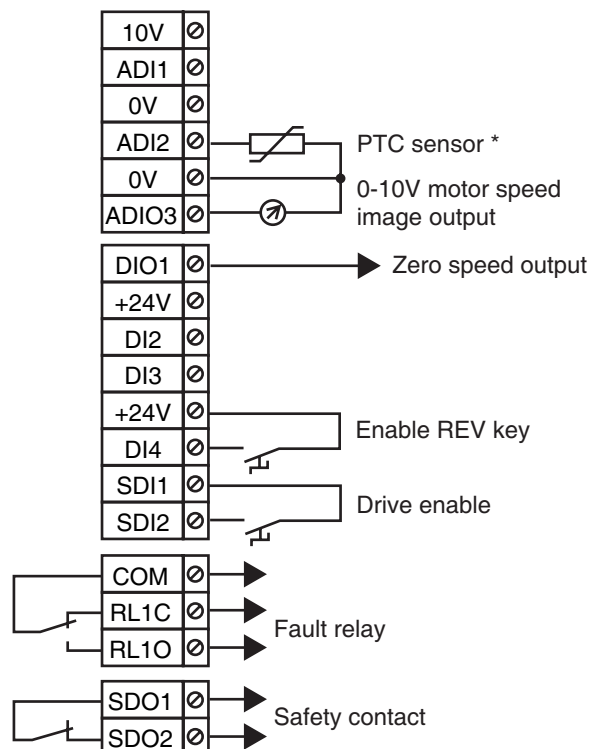 10V
ADI1
0V
ADI2
PTC sensor *
0V
0-10V motor speed
image output
ADIO3
DIO1
Zero speed output
+24V
DI2
DI3
+24V
Enable REV key
DI4
SDI1
Drive enable
SDI2
COM
RL1C
Fault relay
RL1O
SDO1
Safety contact
SDO2